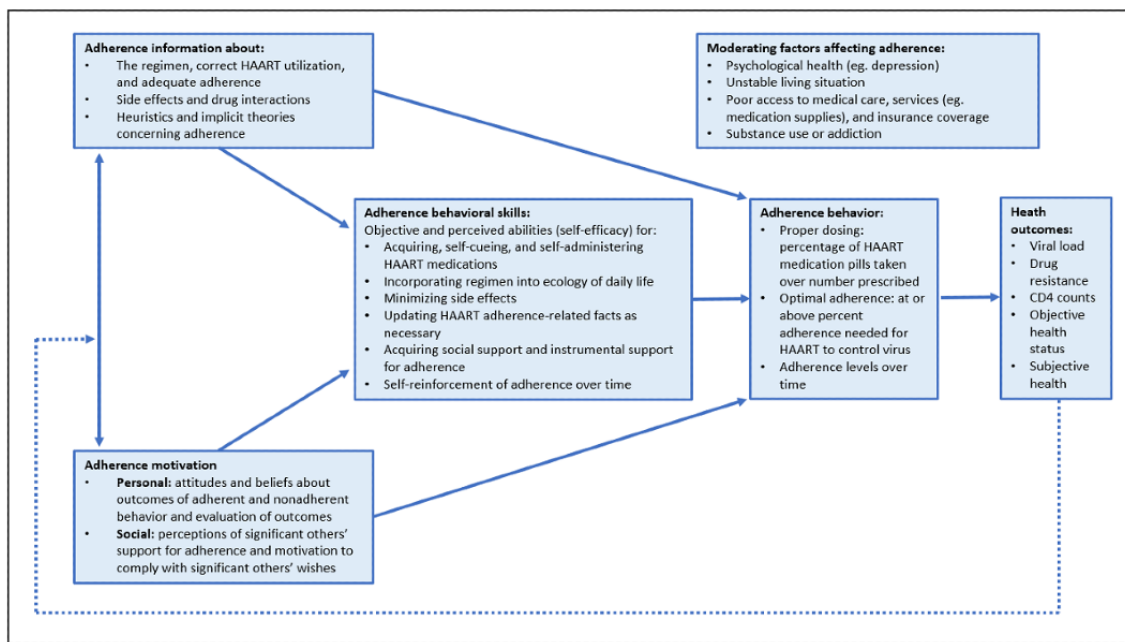 Adherence information about:
• The regimen, correct HAART utilization,
and adequate adherence
• Side effects and drug interactions
• Heuristics and implicit theories
concerning adherence
Moderating factors affecting adherence:
• Psychological health (eg. depression)
• Unstable living situation
• Poor access to medical care, services (eg.
medication supplies), and insurance coverage
• Substance use or addiction
Adherence behavioral skills:
Objective and perceived abilities (self-efficacy) for:
• Acquiring, self-cueing, and self-administering
HAART medications
• Incorporating regimen into ecology of daily life
• Minimizing side effects
• Updating HAART adherence-related facts as
necessary
• Acquiring social support and instrumental support
for adherence
• Self-reinforcement of adherence over time
Adherence behavior:
• Proper dosing:
percentage of HAART
medication pills taken
over number prescribed
• Optimal adherence: at or
above percent
adherence needed for
HAART to control virus
• Adherence levels over
time
Heath
outcomes:
• Viral load
• Drug
resistance
• CD4 counts
• Objective
health
status
• Subjective
health
Adherence motivation
• Personal: attitudes and beliefs about
outcomes of adherent and nonadherent
behavior and evaluation of outcomes
• Social: perceptions of significant others’
support for adherence and motivation to
comply with significant others’ wishes